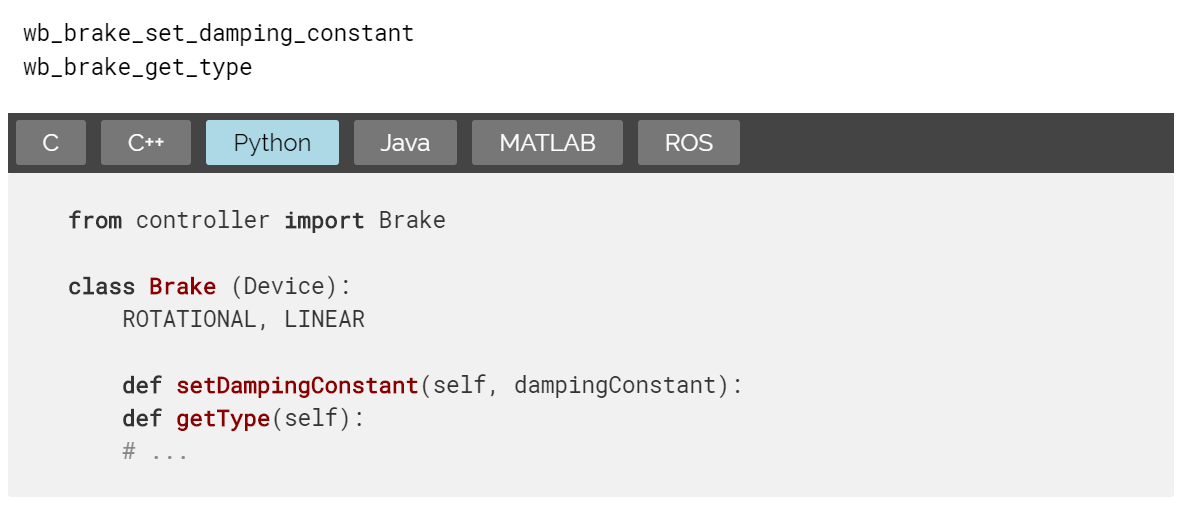 wb_brake_set_damping_constant
wb_brake_get_type
C C++ Python Java MATLAB ROS
from controller import Brake
class Brake (Device):
ROTATIONAL, LINEAR
def setDampingConstant(self, dampingConstant):
def getType(self):
# ...